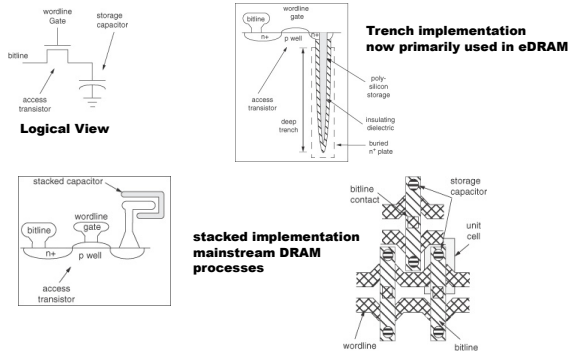 wordline
Gate
storage
capacitor
bitline
access
transistor
Logical View
wordline
gate
bitline
n+
p well
n+
access
transistor
deep
trench
poly-
silicon
storage
insulating
dielectric
buried
n+ plate
Trench implementation
now primarily used in eDRAM
stacked capacitor
bitline
wordline
gate
n+
p well
access
transistor
stacked implementation
mainstream DRAM
processes
bitline
contact
storage
capacitor
unit
cell
wordline
bitline